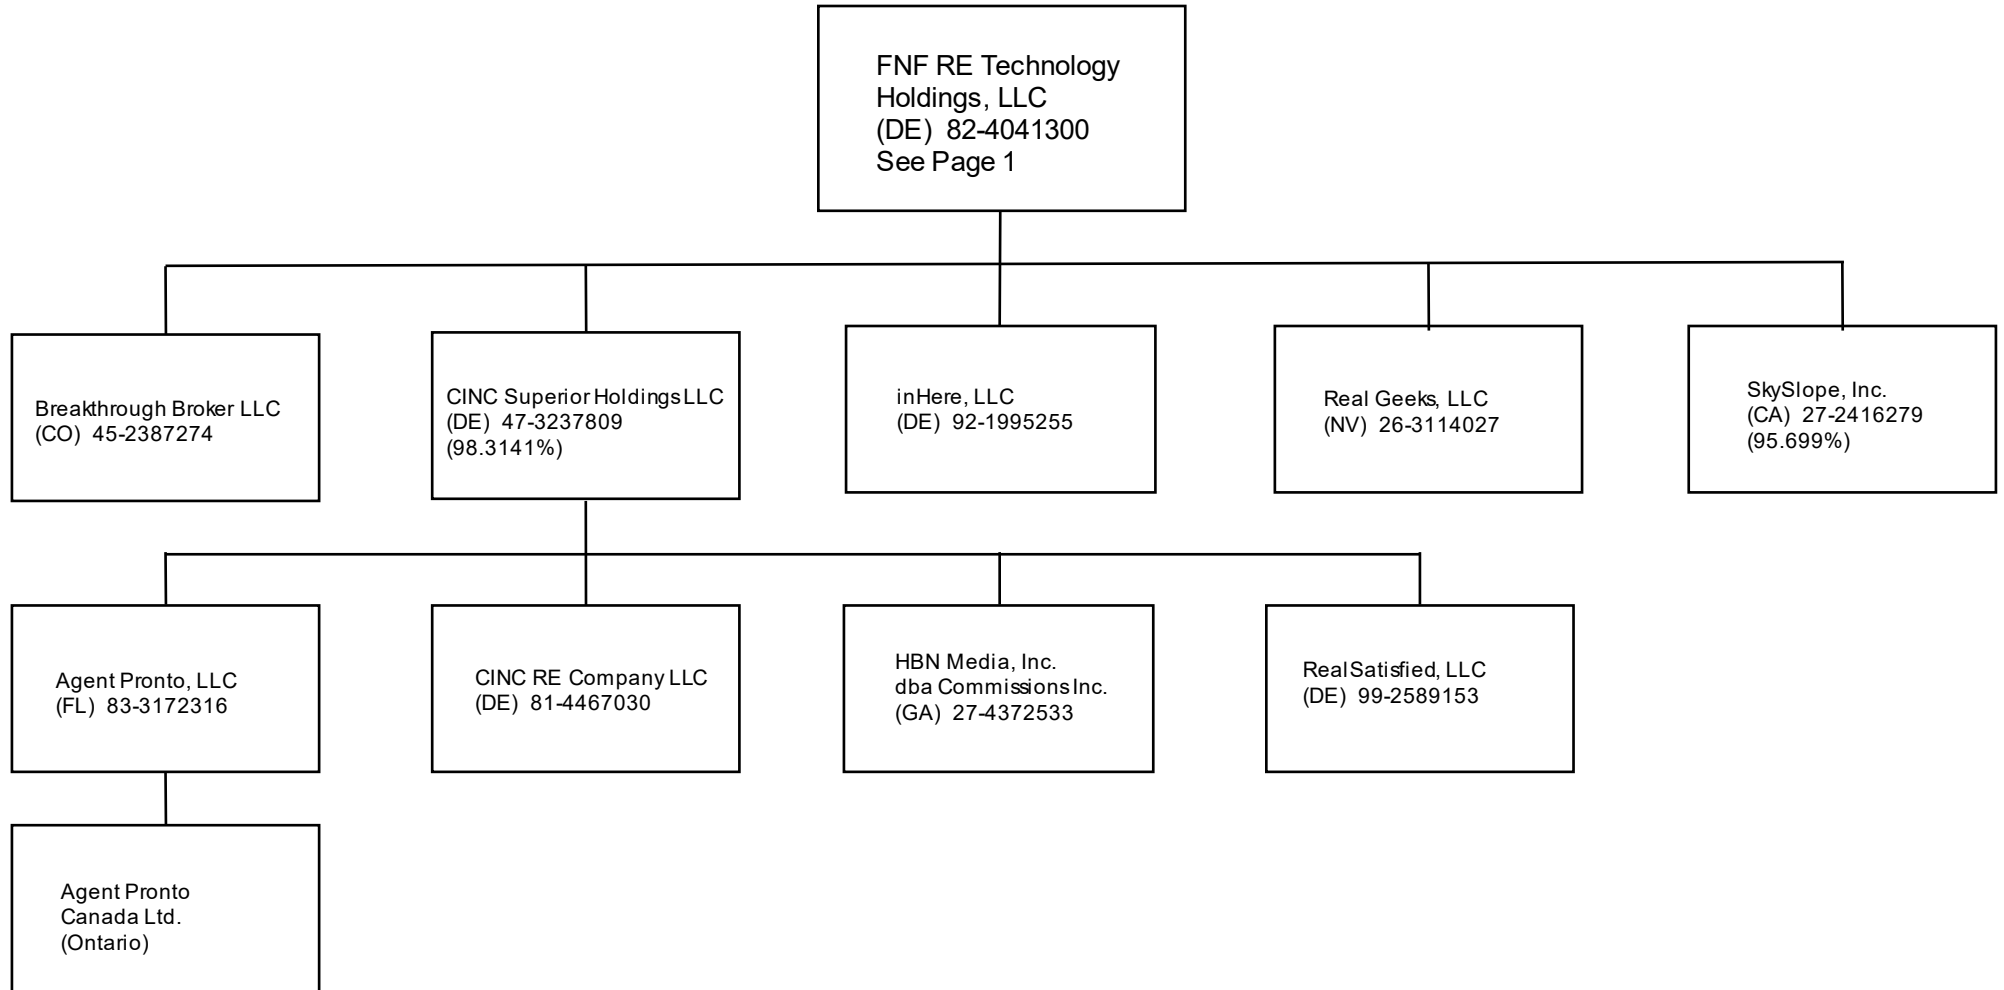 FNF RE Technology
Holdings, LLC
(DE) 82-4041300
See Page 1
Breakthrough Broker LLC
(CO) 45-2387274
CINC Superior Holdings LLC
(DE) 47-3237809
(98.3141%)
inHere, LLC
(DE) 92-1995255
Real Geeks, LLC
(NV) 26-3114027
SkySlope, Inc.
(CA) 27-2416279
(95.699%)
Agent Pronto, LLC
(FL) 83-3172316
CINC RE Company LLC
(DE) 81-4467030
HBN Media, Inc.
dba Commissions Inc.
(GA) 27-4372533
RealSatisfied, LLC
(DE) 99-2589153
Agent Pronto
Canada Ltd.
(Ontario)